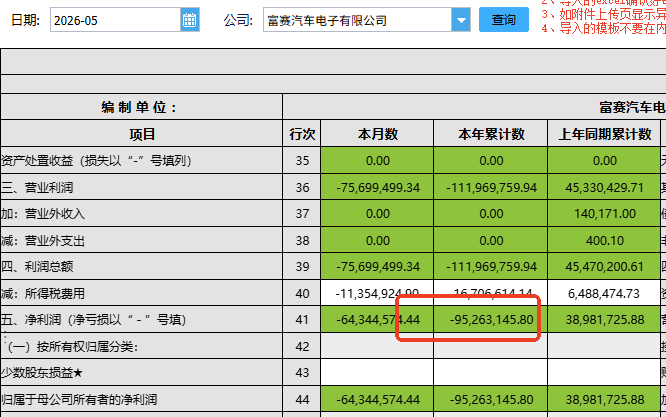 2、导入的excel确认好
日期: 2026-05 公司: 富赛汽车电子有限公司 查询
3、如附件上传页显示异
4、导入的模板不要在内
编 制 单 位 : 富赛汽车电
项目 行次 本月数 本年累计数 上年同期累计数
资产处置收益（损失以“-”号填列） 35 0.00 0.00 0.00
三、营业利润 36 -75,699,499.34 -111,969,759.94 45,330,429.71
加：营业外收入 37 0.00 0.00 140,171.00
减：营业外支出 38 0.00 0.00 400.10
四、利润总额 39 -75,699,499.34 -111,969,759.94 45,470,200.61
减：所得税费用 40 -11,354,924.90 -16,706,614.14 6,488,474.73
五、净利润（净亏损以“-”号填） 41 -64,344,574.44 -95,263,145.80 38,981,725.88
（一）按所有权归属分类: 42
少数股东损益★ 43
归属于母公司所有者的净利润 44 -64,344,574.44 -95,263,145.80 38,981,725.88